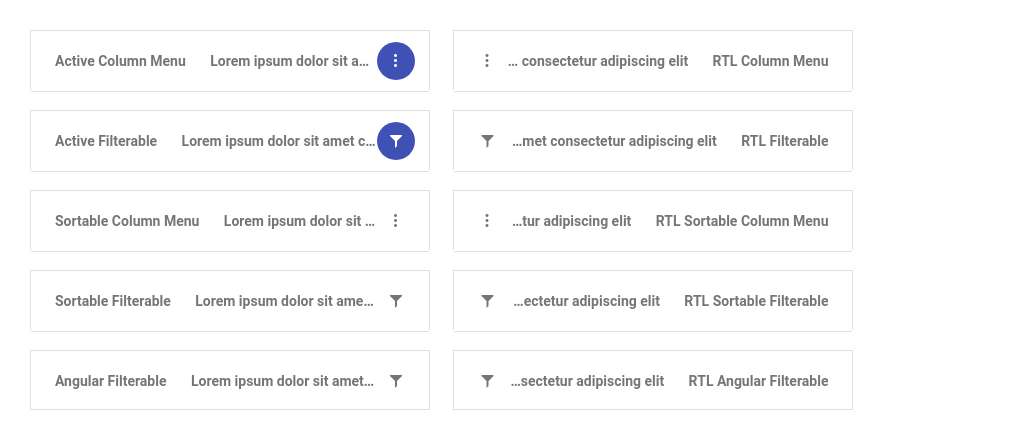 Active Column Menu Lorem ipsum dolor sit a…
… consectetur adipiscing elit RTL Column Menu
Active Filterable Lorem ipsum dolor sit amet c…
…met consectetur adipiscing elit RTL Filterable
Sortable Column Menu Lorem ipsum dolor sit …
…tur adipiscing elit RTL Sortable Column Menu
Sortable Filterable Lorem ipsum dolor sit ame…
…ectetur adipiscing elit RTL Sortable Filterable
Angular Filterable Lorem ipsum dolor sit amet…
…sectetur adipiscing elit RTL Angular Filterable